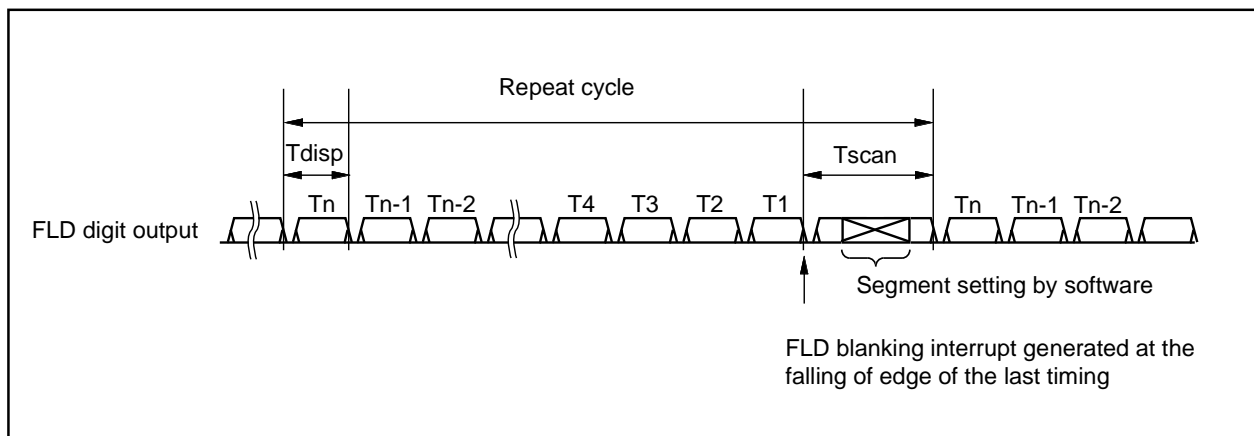 Repeat cycle
Tdisp
Tscan
Tn Tn-1 Tn-2 T4 T3 T2 T1 Tn Tn-1 Tn-2
FLD digit output
Segment setting by software
FLD blanking interrupt generated at the
falling of edge of the last timing